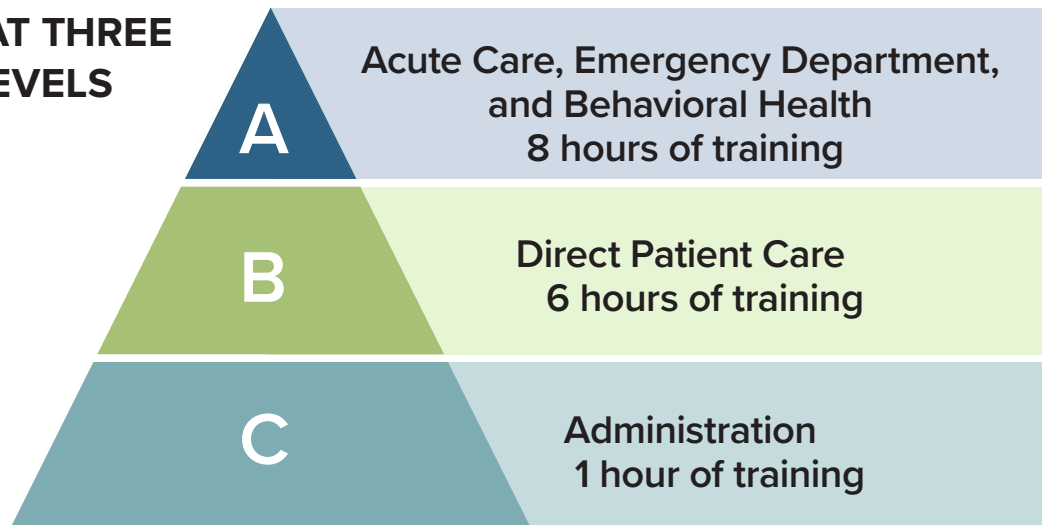 AT THREE
EVELS
A
Acute Care, Emergency Department,
and Behavioral Health
8 hours of training
B
Direct Patient Care
6 hours of training
C
Administration
1 hour of training